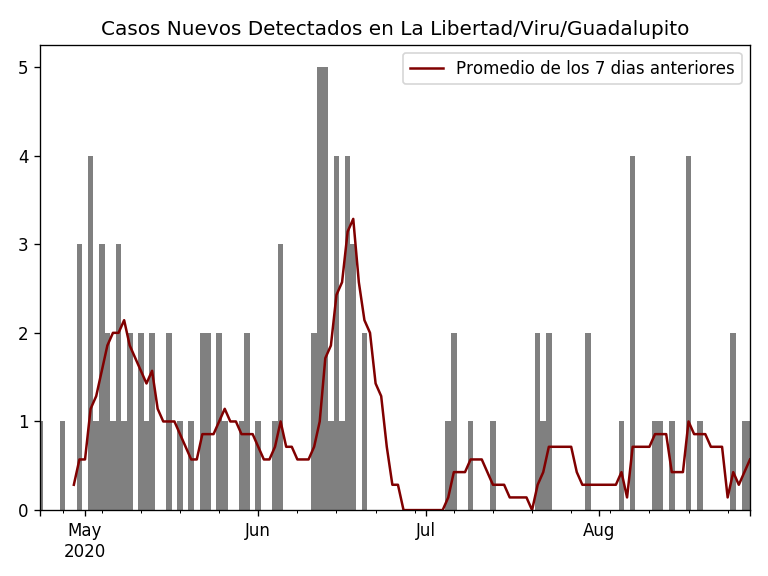 Casos Nuevos Detectados en La Libertad/Viru/Guadalupito
Promedio de los 7 dias anteriores
5
4
3
2
1
0
May Jun Jul Aug
2020